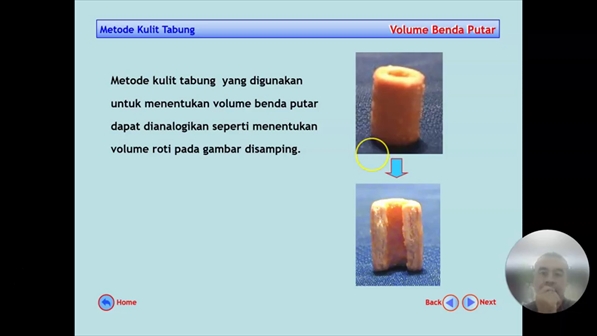 Metode Kulit Tabung
Volume Benda Putar
Metode kulit tabung yang digunakan
untuk menentukan volume benda putar
dapat dianalogikan seperti menentukan
volume roti pada gambar disamping.
Home
Back
Next